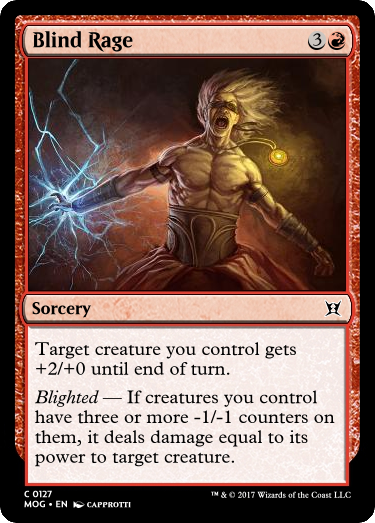 Blind Rage 3
Sorcery
Target creature you control gets
+2/+0 until end of turn.
Blighted — If creatures you control
have three or more -1/-1 counters on
them, it deals damage equal to its
power to target creature.
C 0127
MOG • EN CAPPROTTI
™ & © 2017 Wizards of the Coast LLC